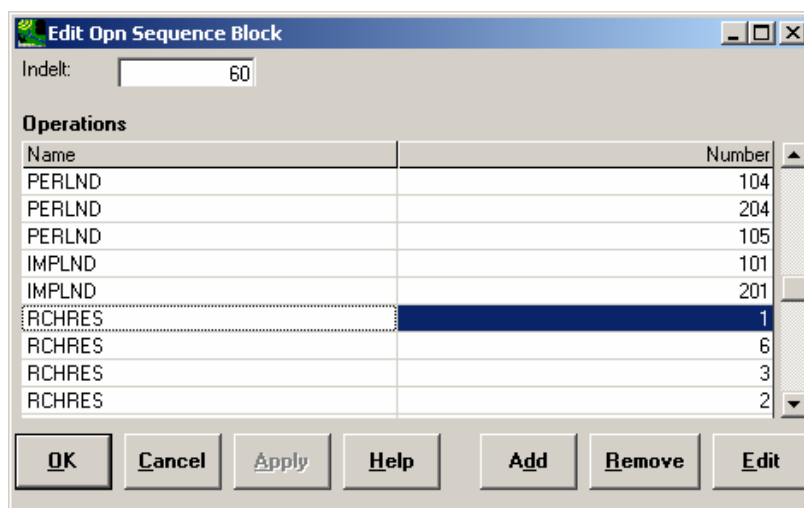 Edit Opn Sequence Block
Indelt: 60
Operations
Name Number
PERLND 104
PERLND 204
PERLND 105
IMPLND 101
IMPLND 201
RCHRES 1
RCHRES 6
RCHRES 3
RCHRES 2
OK Cancel Apply Help Add Remove Edit